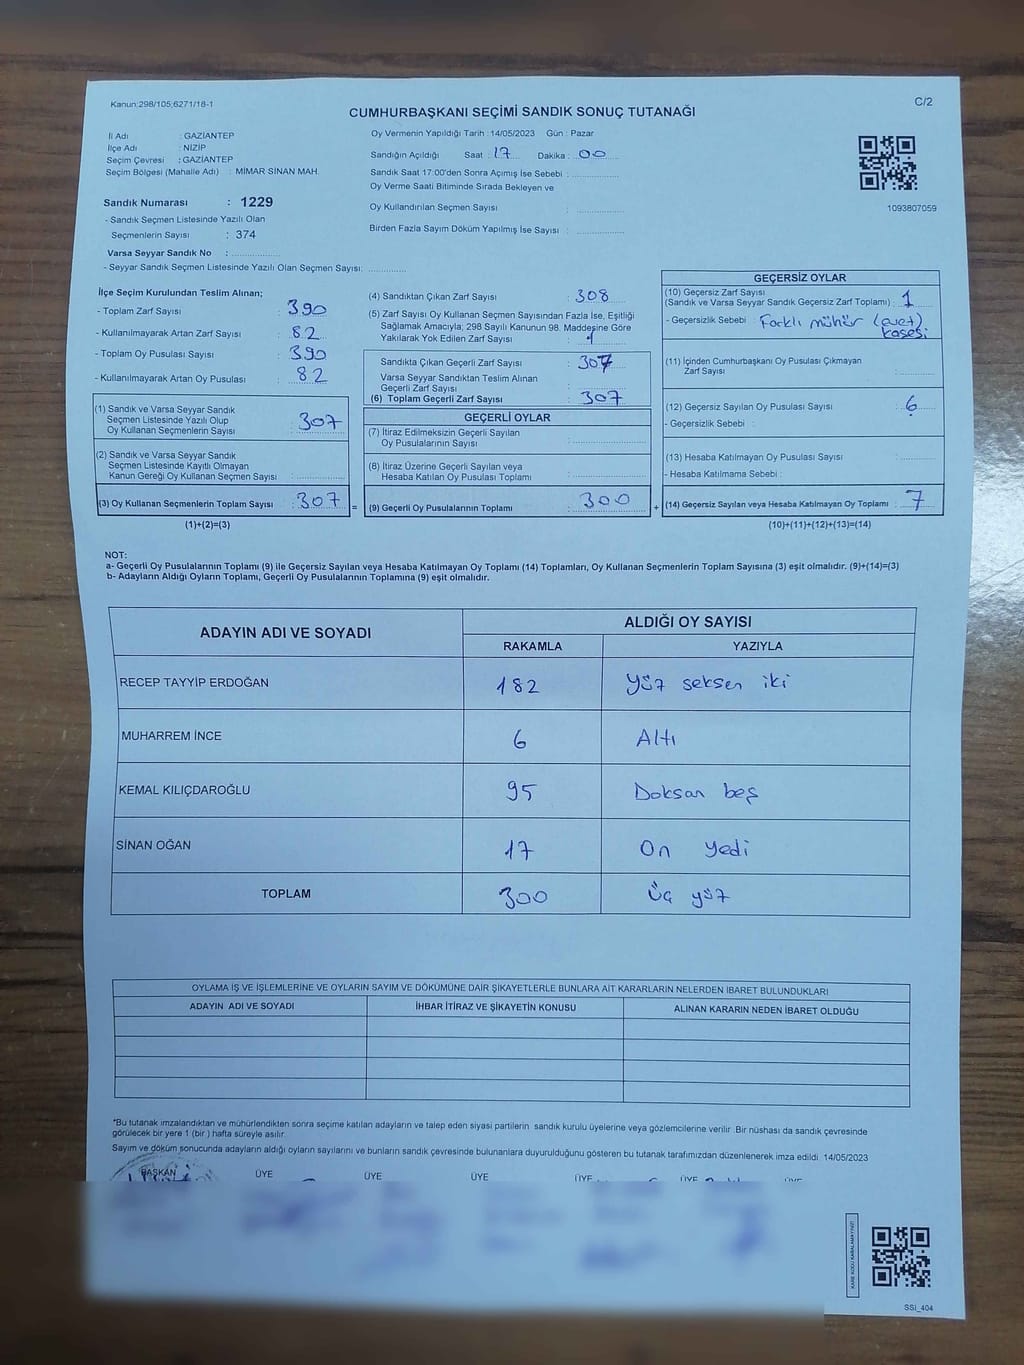 Kanun:298/105;6271/18-1
C/2
CUMHURBAŞKANI SEÇİMİ SANDIK SONUÇ TUTANAĞI
İl Adı : GAZİANTEP
İlçe Adı : NİZİP
Seçim Çevresi : GAZİANTEP
Seçim Bölgesi (Mahalle Adı) : MİMAR SİNAN MAH.
Oy Vermenin Yapıldığı Tarih : 14/05/2023 Gün : Pazar
Sandığın Açıldığı Saat : 17 Dakika : 00
Sandık Saat 17:00'den Sonra Açımış İse Sebebi :
Oy Verme Saati Bitiminde Sırada Bekleyen ve
Oy Kullandırılan Seçmen Sayısı :
Birden Fazla Sayım Döküm Yapılmış İse Sayısı :
1093807059
Sandık Numarası : 1229
- Sandık Seçmen Listesinde Yazılı Olan
Seçmenlerin Sayısı : 374
Varsa Seyyar Sandık No :
- Seyyar Sandık Seçmen Listesinde Yazılı Olan Seçmen Sayısı:
İlçe Seçim Kurulundan Teslim Alınan;
- Toplam Zarf Sayısı : 390
- Kullanılmayarak Artan Zarf Sayısı : 82
- Toplam Oy Pusulası Sayısı : 390
- Kullanılmayarak Artan Oy Pusulası : 82
(1) Sandık ve Varsa Seyyar Sandık
Seçmen Listesinde Yazılı Olup
Oy Kullanan Seçmenlerin Sayısı : 307
(2) Sandık ve Varsa Seyyar Sandık
Seçmen Listesinde Kayıtlı Olmayan
Kanun Gereği Oy Kullanan Seçmen Sayısı :
(3) Oy Kullanan Seçmenlerin Toplam Sayısı : 307 =
(1)+(2)=(3)
(4) Sandıktan Çıkan Zarf Sayısı : 308
(5) Zarf Sayısı Oy Kullanan Seçmen Sayısından Fazla İse, Eşitliği
Sağlamak Amacıyla; 298 Sayılı Kanunun 98. Maddesine Göre
Yakılarak Yok Edilen Zarf Sayısı : 1
Sandıkta Çıkan Geçerli Zarf Sayısı : 307
Varsa Seyyar Sandıktan Teslim Alınan
Geçerli Zarf Sayısı :
(6) Toplam Geçerli Zarf Sayısı : 307
GEÇERLİ OYLAR
(7) İtiraz Edilmeksizin Geçerli Sayılan
Oy Pusulalarının Sayısı :
(8) İtiraz Üzerine Geçerli Sayılan veya
Hesaba Katılan Oy Pusulası Toplamı :
(9) Geçerli Oy Pusulalarının Toplamı : 300 +
GEÇERSİZ OYLAR
(10) Geçersiz Zarf Sayısı
(Sandık ve Varsa Seyyar Sandık Geçersiz Zarf Toplamı) : 1
- Geçersizlik Sebebi : Farklı mühür (evet) kaşesi
(11) İçinden Cumhurbaşkanı Oy Pusulası Çıkmayan
Zarf Sayısı :
(12) Geçersiz Sayılan Oy Pusulası Sayısı : 6
- Geçersizlik Sebebi :
(13) Hesaba Katılmayan Oy Pusulası Sayısı :
- Hesaba Katılmama Sebebi :
(14) Geçersiz Sayılan veya Hesaba Katılmayan Oy Toplamı : 7
(10)+(11)+(12)+(13)=(14)
NOT:
a- Geçerli Oy Pusulalarının Toplamı (9) ile Geçersiz Sayılan veya Hesaba Katılmayan Oy Toplamı (14) Toplamları, Oy Kullanan Seçmenlerin Toplam Sayısına (3) eşit olmalıdır. (9)+(14)=(3)
b- Adayların Aldığı Oyların Toplamı, Geçerli Oy Pusulalarının Toplamına (9) eşit olmalıdır.
ADAYIN ADI VE SOYADI
ALDIĞI OY SAYISI
RAKAMLA YAZIYLA
RECEP TAYYİP ERDOĞAN 182 Yüz seksen iki
MUHARREM İNCE 6 Altı
KEMAL KILIÇDAROĞLU 95 Doksan beş
SİNAN OĞAN 17 On yedi
TOPLAM 300 Üç yüz
OYLAMA İŞ VE İŞLEMLERİNE VE OYLARIN SAYIM VE DÖKÜMÜNE DAİR ŞİKAYETLERLE BUNLARA AİT KARARLARIN NELERDEN İBARET BULUNDUKLARI
ADAYIN ADI VE SOYADI İHBAR İTİRAZ VE ŞİKAYETİN KONUSU ALINAN KARARIN NEDEN İBARET OLDUĞU
*Bu tutanak imzalandıktan ve mühürlendikten sonra seçime katılan adayların ve talep eden siyasi partilerin sandık kurulu üyelerine veya gözlemcilerine verilir .Bir nüshası da sandık çevresinde
görülecek bir yere 1 (bir ) hafta süreyle asılır.
Sayım ve döküm sonucunda adayların aldığı oyların sayılarını ve bunların sandık çevresinde bulunanlara duyurulduğunu gösteren bu tutanak tarafımızdan düzenlenerek imza edildi. 14/05/2023
BAŞKAN ÜYE ÜYE ÜYE ÜYE ÜYE ÜYE
KARE KODU KARALAMAYINIZ!
SSİ_404